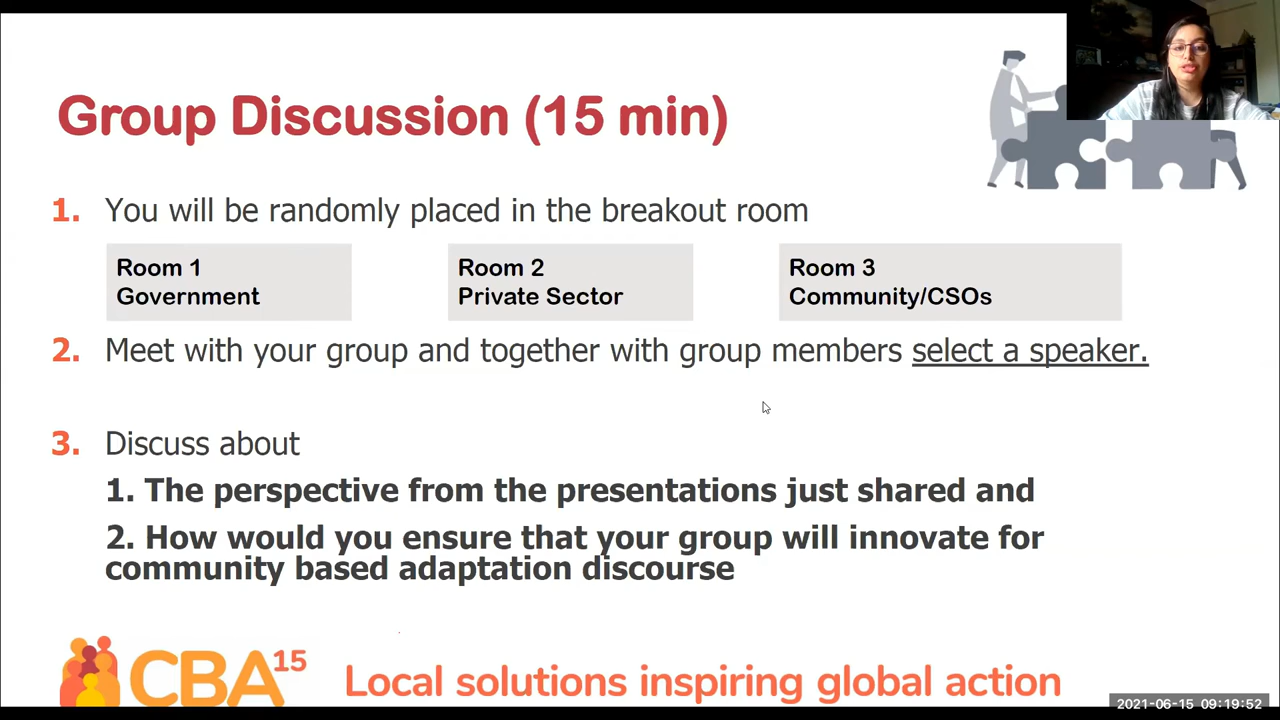 Group Discussion (15 min)
1. You will be randomly placed in the breakout room
Room 1
Government
Room 2
Private Sector
Room 3
Community/CSOs
2. Meet with your group and together with group members select a speaker.
3. Discuss about
1. The perspective from the presentations just shared and
2. How would you ensure that your group will innovate for
community based adaptation discourse
CBA15
Local solutions inspiring global action
2021-06-15 09:19:52